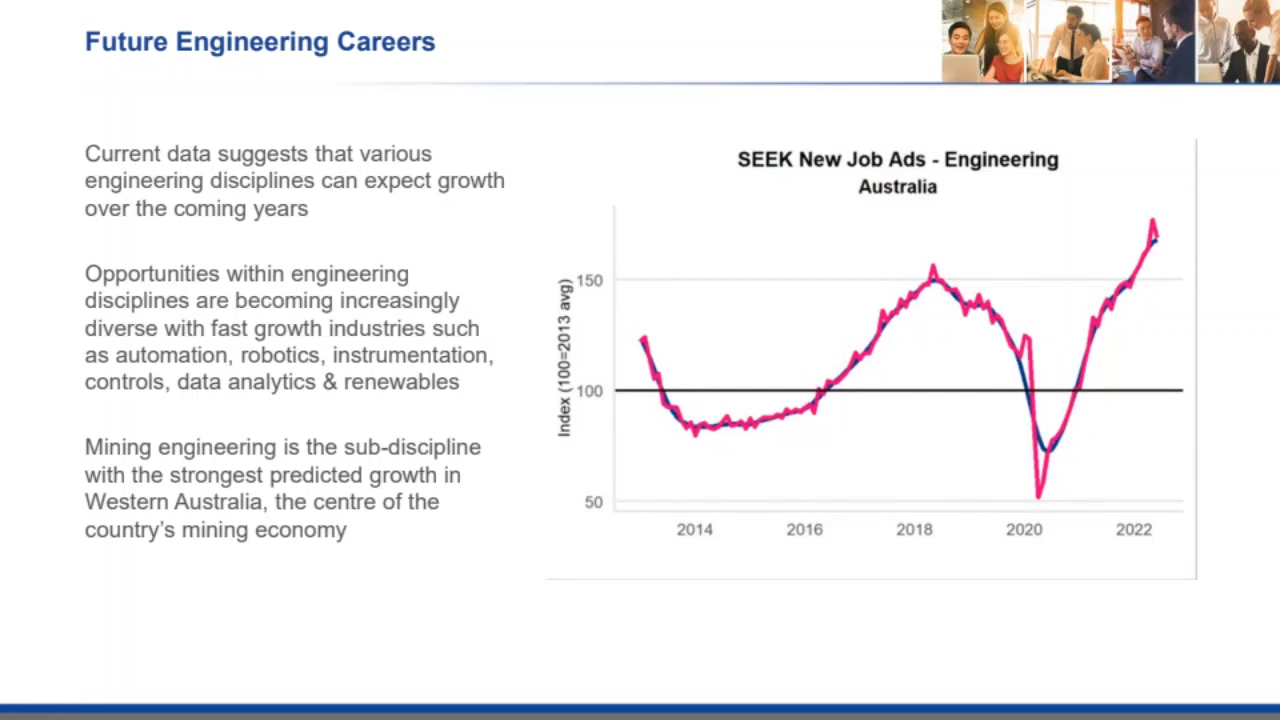 Future Engineering Careers
Current data suggests that various
engineering disciplines can expect growth
over the coming years
Opportunities within engineering
disciplines are becoming increasingly
diverse with fast growth industries such
as automation, robotics, instrumentation,
controls, data analytics & renewables
Mining engineering is the sub-discipline
with the strongest predicted growth in
Western Australia, the centre of the
country's mining economy
SEEK New Job Ads - Engineering
Australia
Index (100=2013 avg)
150
100
50
2014
2016
2018
2020
2022